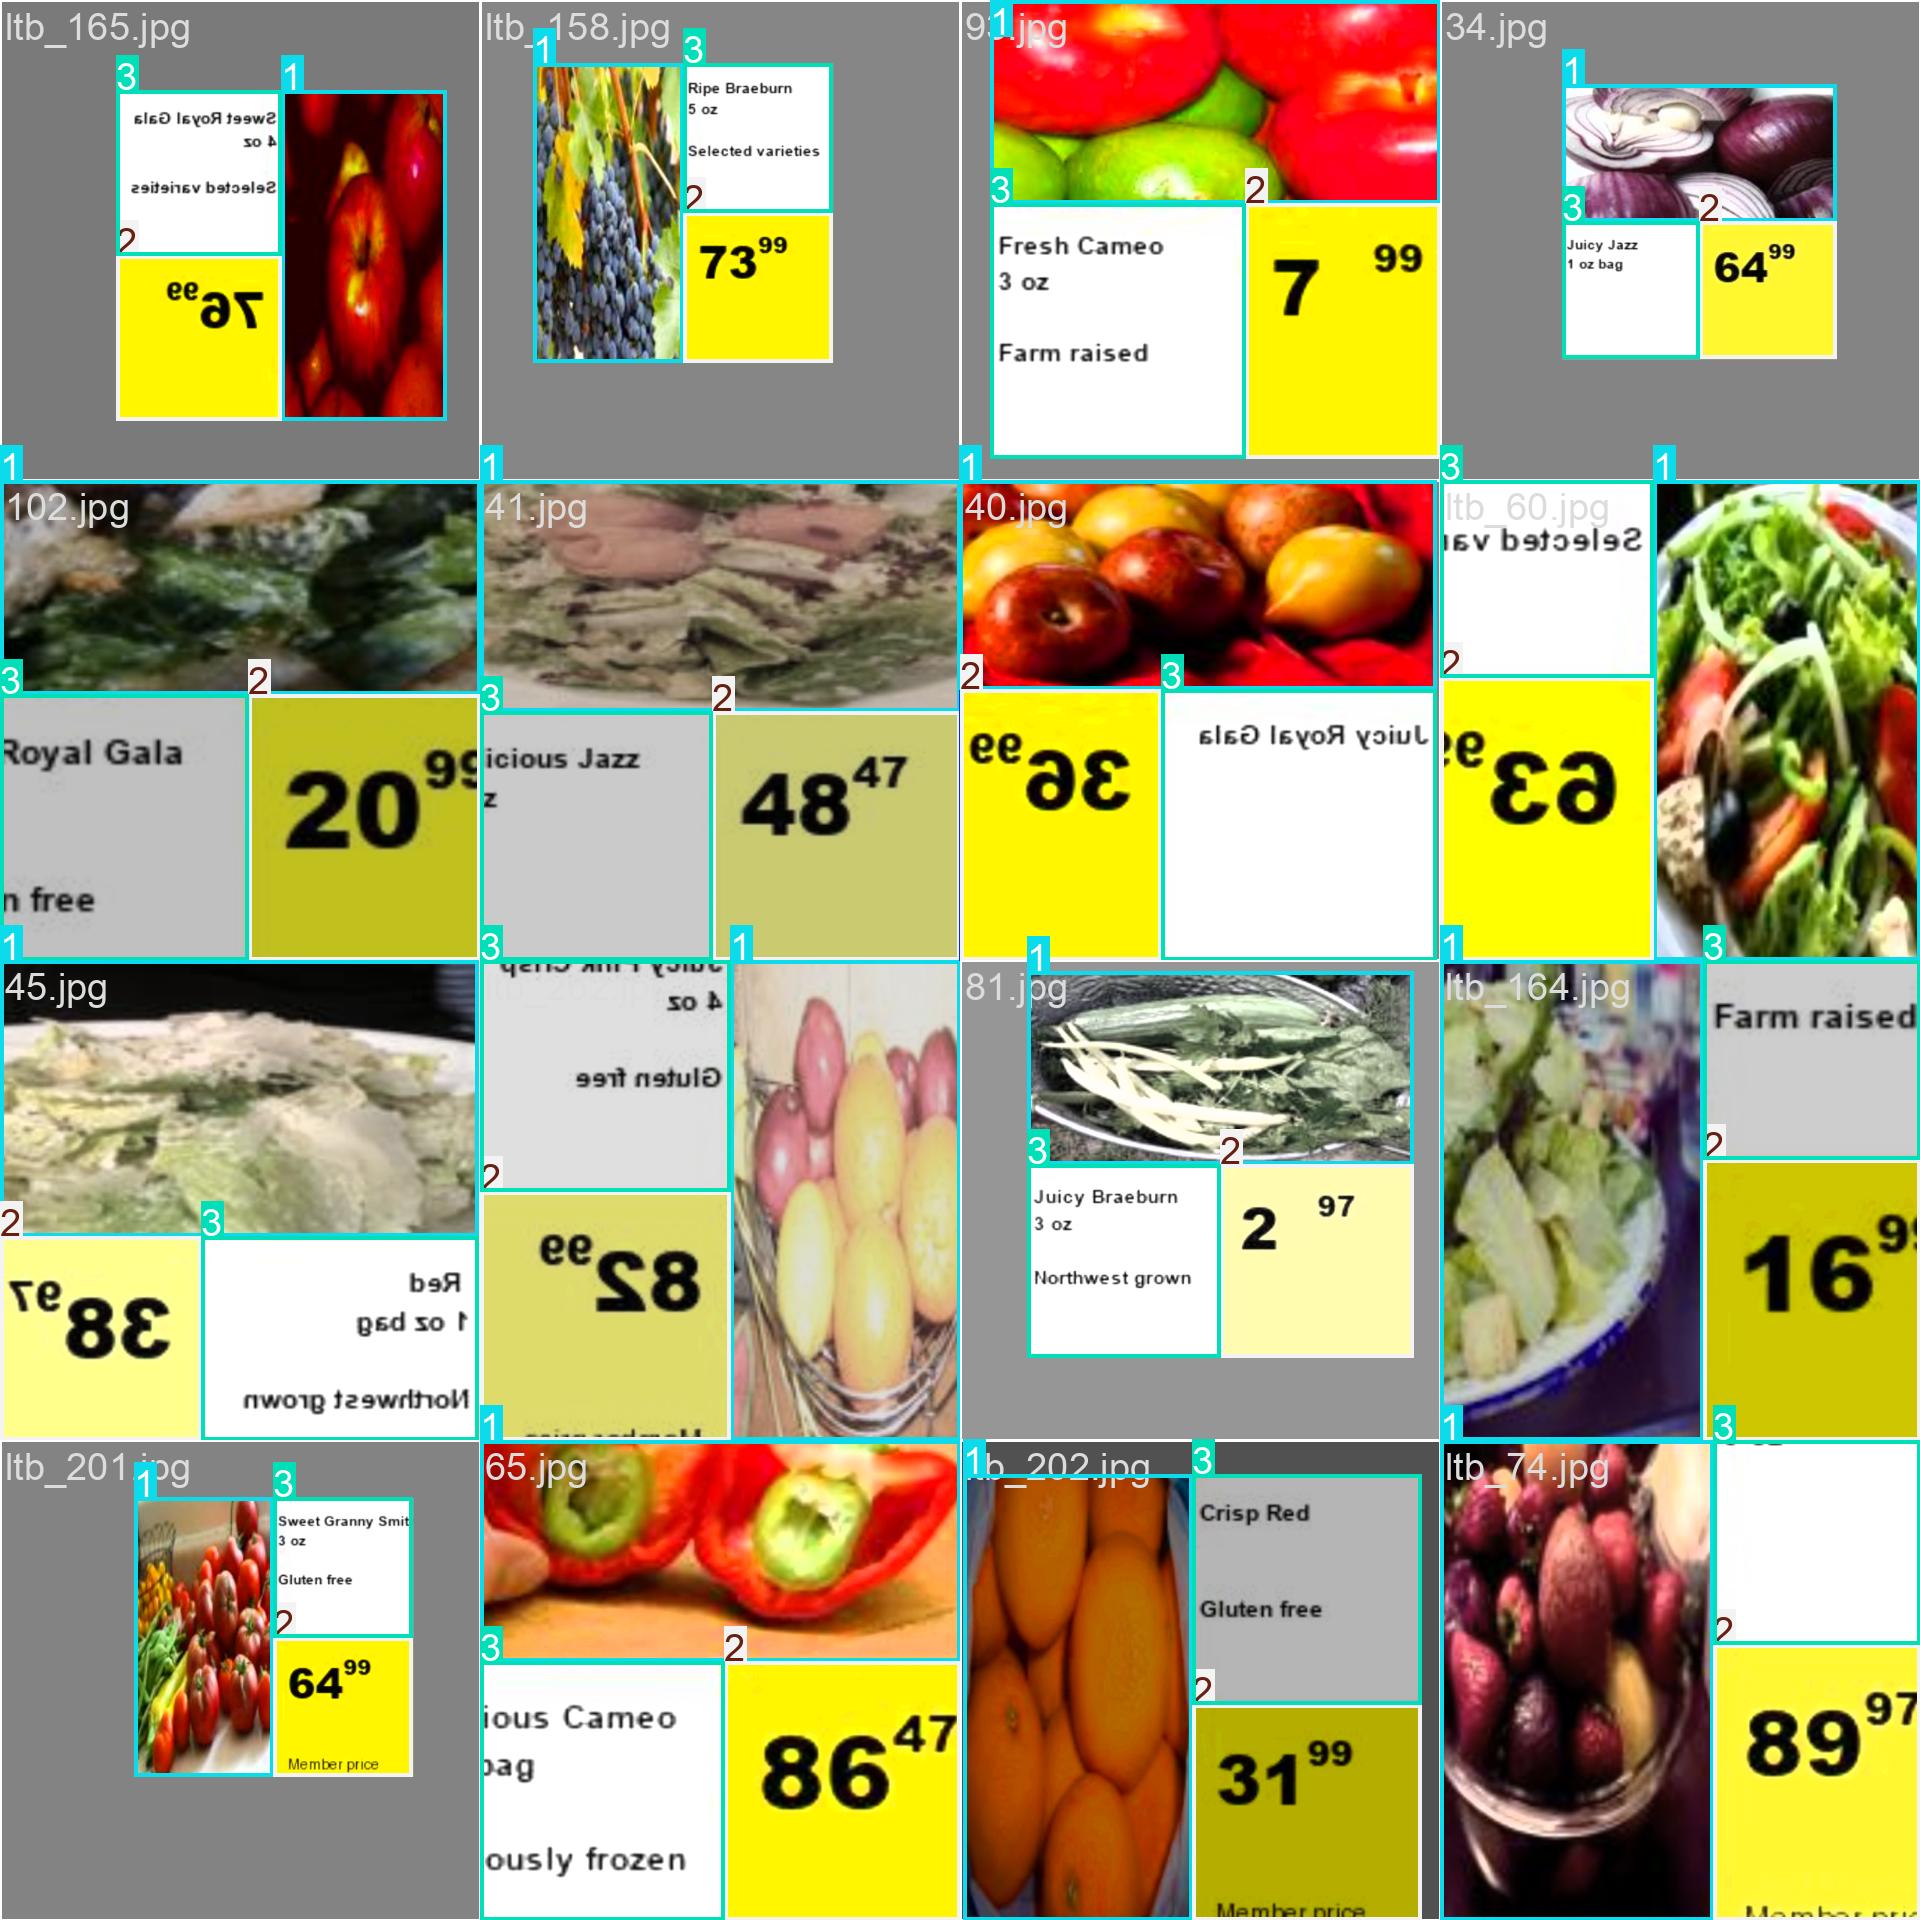 ltb_165.jpg
3
1
Sweet Royal Gala
4 oz
Selected varieties
2
76 99
ltb_158.jpg
1
3
Ripe Braeburn
5 oz
Selected varieties
2
73 99
1
3
2
Fresh Cameo
3 oz
Farm raised
7 99
34.jpg
1
3
2
Juicy Jazz
1 oz bag
64 99
1
102.jpg
3
2
Royal Gala
n free
20 99
1
41.jpg
3
2
icious Jazz
z
48 47
1
40.jpg
2
3
36 99
Juicy Royal Gala
3
1
ltb_60.jpg
Selected va
2
63 9
1
45.jpg
2
3
38 97
Red
1 oz bag
Northwest grown
3
1
4 oz
Gluten free
2
82 99
Member price
1
81.jpg
3
2
Juicy Braeburn
3 oz
Northwest grown
2 97
1
3
ltb_164.jpg
Farm raised
2
16 9
ltb_201.jpg
1
3
Sweet Granny Smit
3 oz
Gluten free
2
64 99
Member price
1
65.jpg
3
2
ious Cameo
bag
ously frozen
86 47
1
3
ltb_202.jpg
Crisp Red
Gluten free
2
31 99
Member price
1
3
ltb_74.jpg
2
89 97